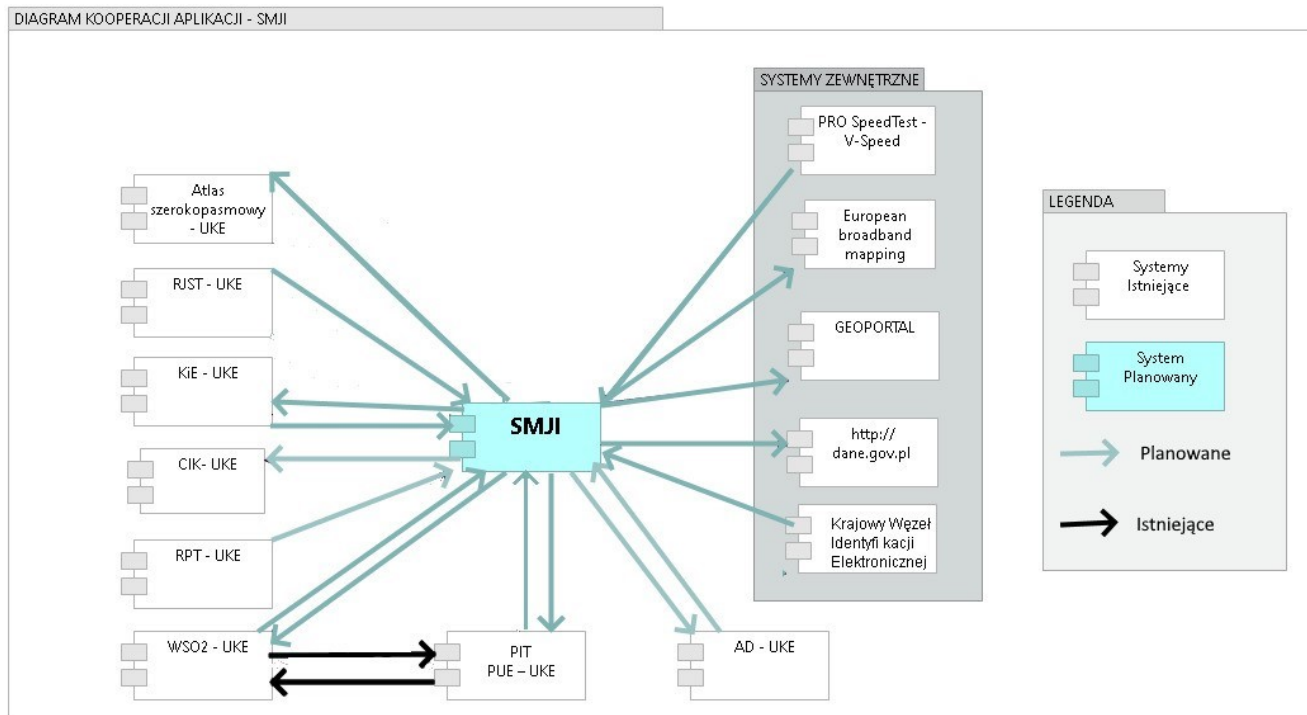 DIAGRAM KOOPERACJI APLIKACJI - SMJI
SYSTEMY ZEWNĘTRZNE
PRO SpeedTest -
V-Speed
European
broadband
mapping
GEOPORTAL
http://
dane.gov.pl
Krajowy Węzeł
Identyfi kacji
Elektronicznej
Atlas
szerokopasmowy
- UKE
RJST - UKE
KiE - UKE
CIK- UKE
RPT - UKE
WSO2 - UKE
SMJI
PIT
PUE – UKE
AD - UKE
LEGENDA
Systemy
Istniejące
System
Planowany
Planowane
Istniejące